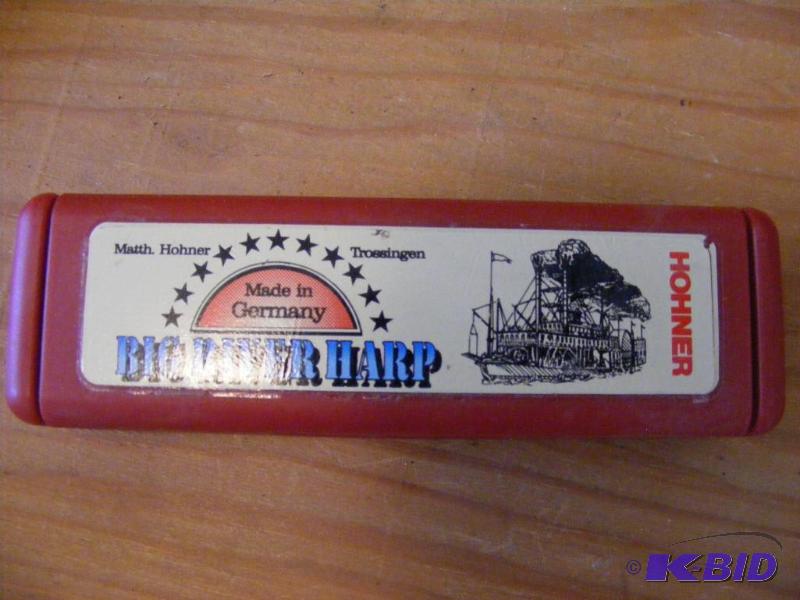 Matth. Hohner Trossingen
Made in
Germany
BIG RIVER HARP
HOHNER
© K-BID